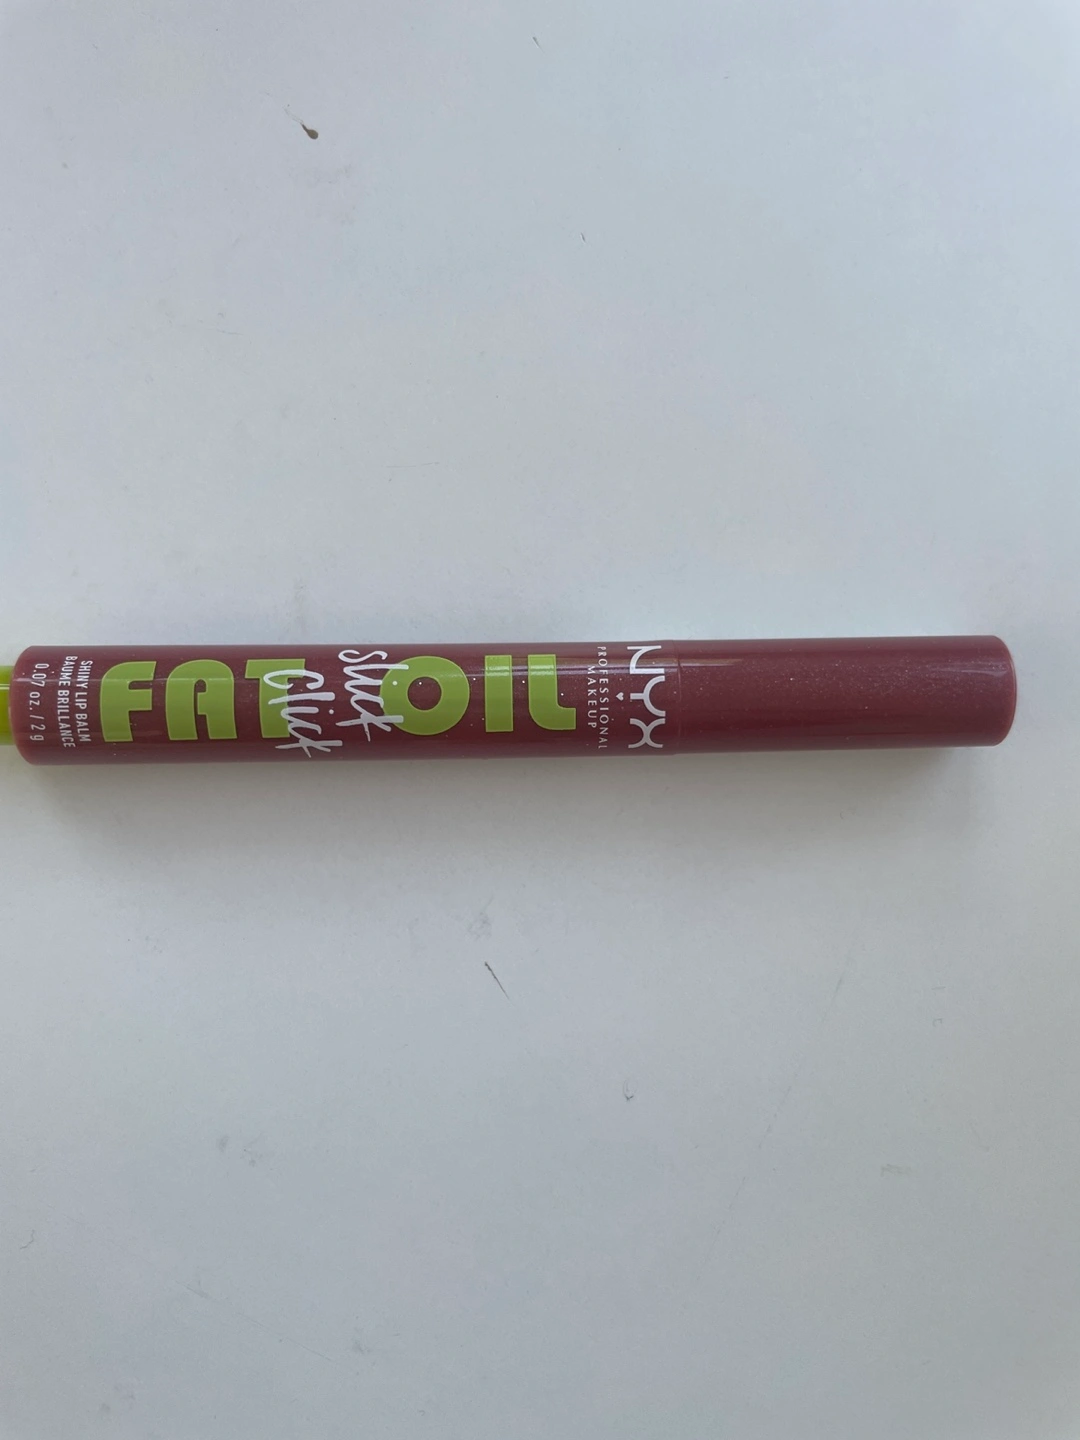 FAT OIL
slick
click
NYX
PROFESSIONAL
MAKEUP
SHINY LIP BALM
BAUME BRILLANCE
0.07 oz. / 2 g